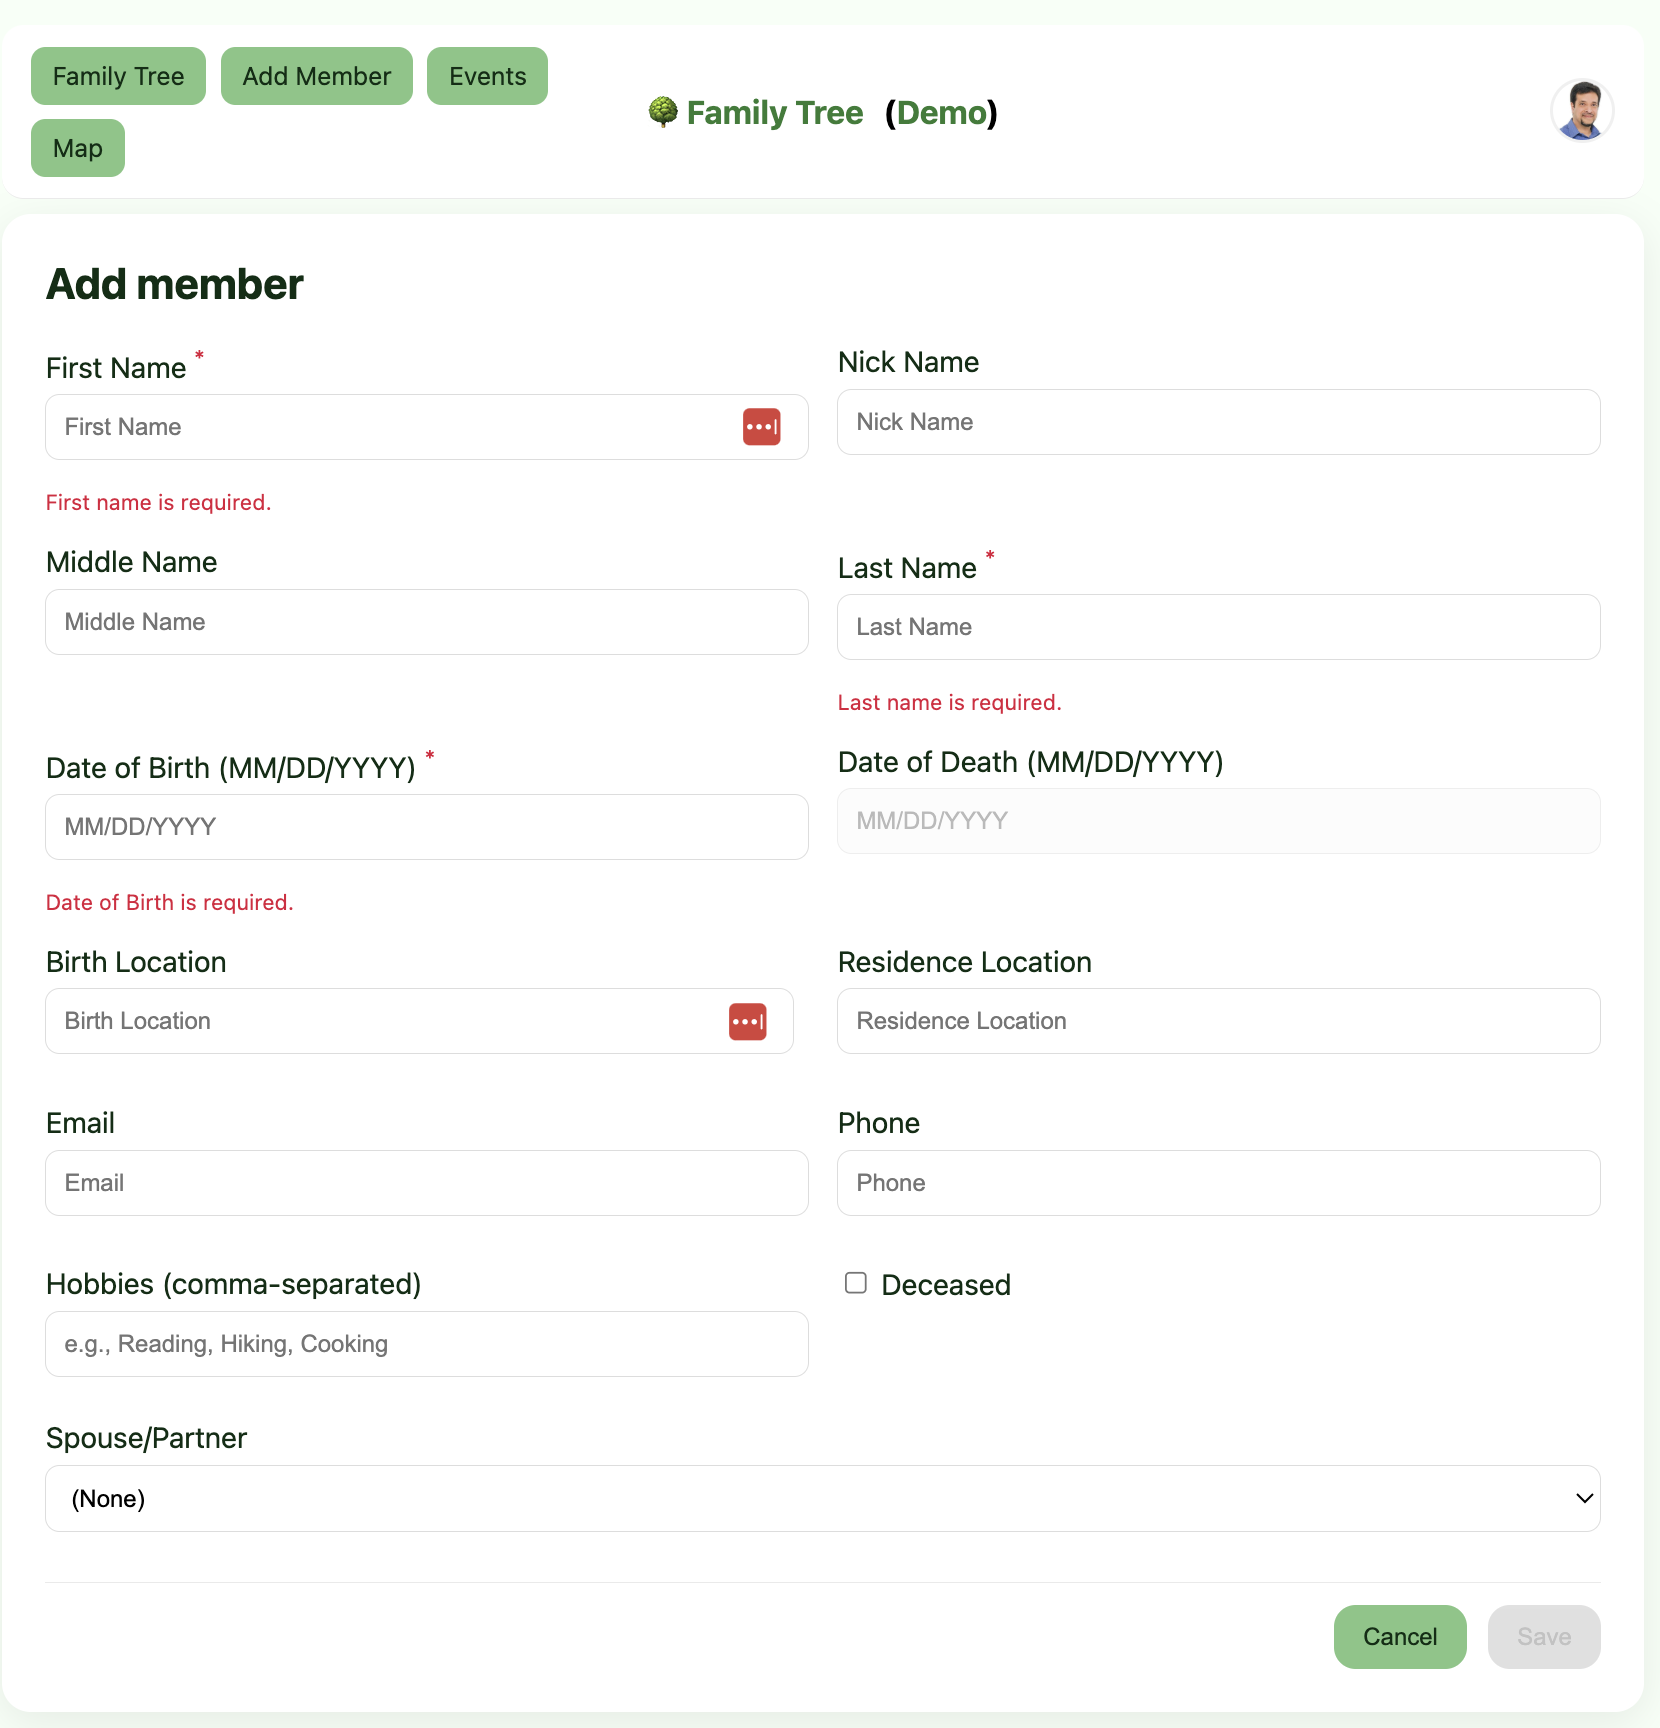 Family Tree Add Member Events
Map
Family Tree (Demo)
Add member
First Name *
First Name
First name is required.
Nick Name
Nick Name
Middle Name
Middle Name
Last Name *
Last Name
Last name is required.
Date of Birth (MM/DD/YYYY) *
MM/DD/YYYY
Date of Birth is required.
Date of Death (MM/DD/YYYY)
MM/DD/YYYY
Birth Location
Birth Location
Residence Location
Residence Location
Email
Email
Phone
Phone
Hobbies (comma-separated)
e.g., Reading, Hiking, Cooking
Deceased
Spouse/Partner
(None)
Cancel Save